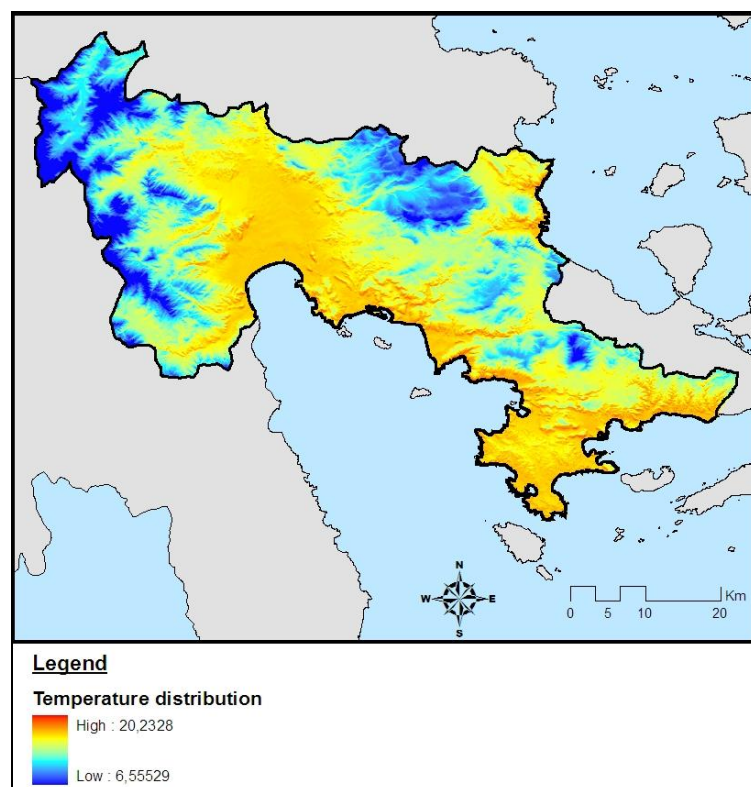 N
W E
S
Km
0 5 10 20
Legend
Temperature distribution
High : 20,2328
Low : 6,55529